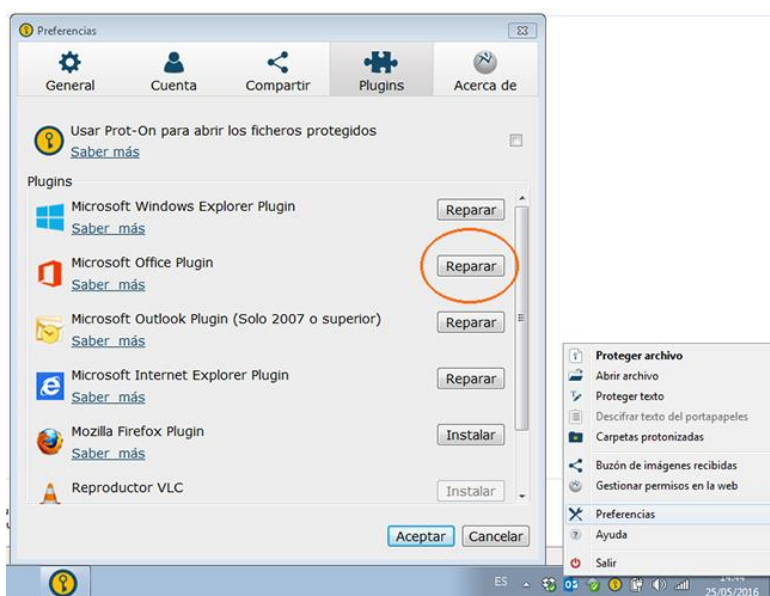 Preferencias
General
Cuenta
Compartir
Plugins
Acerca de
Usar Prot-On para abrir los ficheros protegidos
Saber más
Plugins
Microsoft Windows Explorer Plugin
Saber más
Reparar
Microsoft Office Plugin
Saber más
Reparar
Microsoft Outlook Plugin (Solo 2007 o superior)
Saber más
Reparar
Microsoft Internet Explorer Plugin
Saber más
Reparar
Mozilla Firefox Plugin
Saber más
Instalar
Reproductor VLC
Instalar
Aceptar
Cancelar
Proteger archivo
Abrir archivo
Proteger texto
Descifrar texto del portapapeles
Carpetas protonizadas
Buzón de imágenes recibidas
Gestionar permisos en la web
Preferencias
Ayuda
Salir
ES
25/05/2016